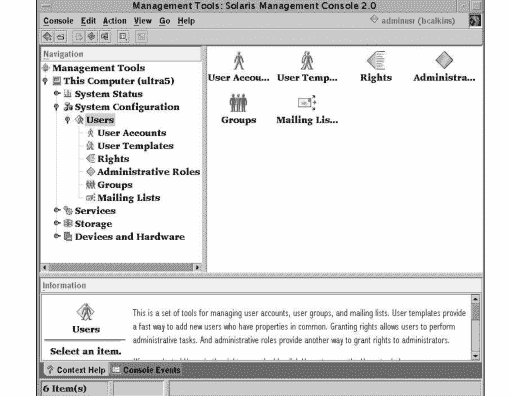 Management Tools: Solaris Management Console 2.0
Console Edit Action View Go Help
adminusr (bcalkins)
Navigation
Management Tools
This Computer (ultra5)
System Status
System Configuration
Users
User Accounts
User Templates
Rights
Administrative Roles
Groups
Mailing Lists
Services
Storage
Devices and Hardware
User Accou... User Temp... Rights Administra...
Groups Mailing Lis...
Information
Users
Select an item.
This is a set of tools for managing user accounts, user groups, and mailing lists. User templates provide
a fast way to add new users who have properties in common. Granting rights allows users to perform
administrative tasks. And administrative roles provide another way to grant rights to administrators.
Context Help Console Events
6 Item(s)